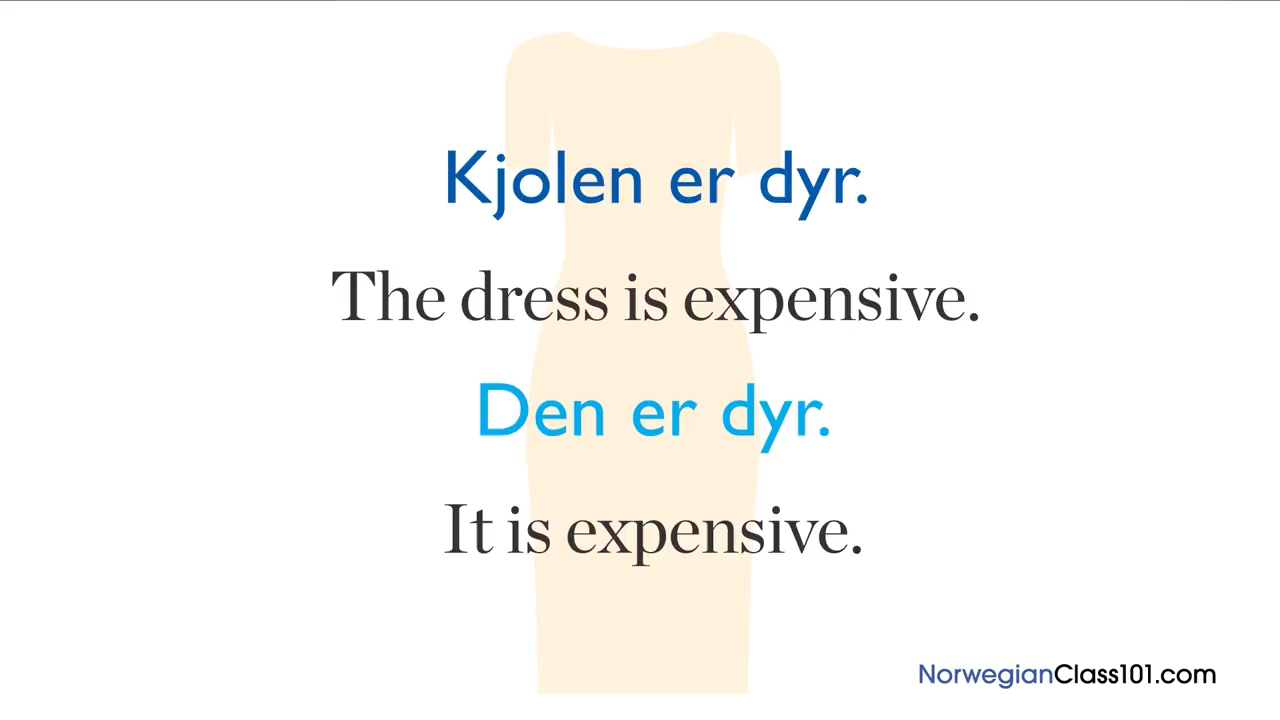 Kjolen er dyr.
The dress is expensive.
Den er dyr.
It is expensive.
NorwegianClass101.com